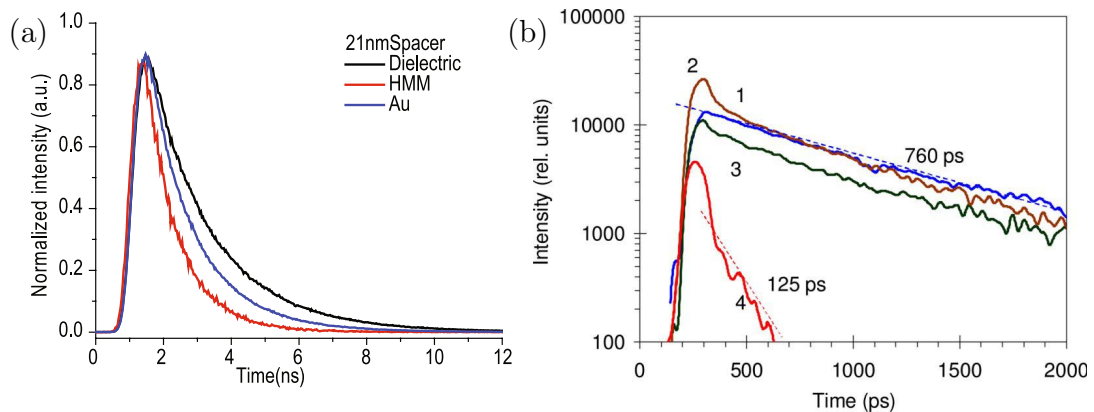 (a)
1.0
0.8
0.6
0.4
0.2
0.0
Normalized intensity (a.u.)
21nmSpacer
Dielectric
HMM
Au
0 2 4 6 8 10 12
Time(ns)
(b)
100000
10000
1000
100
Intensity (rel. units)
2
1
3
4
760 ps
125 ps
0 500 1000 1500 2000
Time (ps)